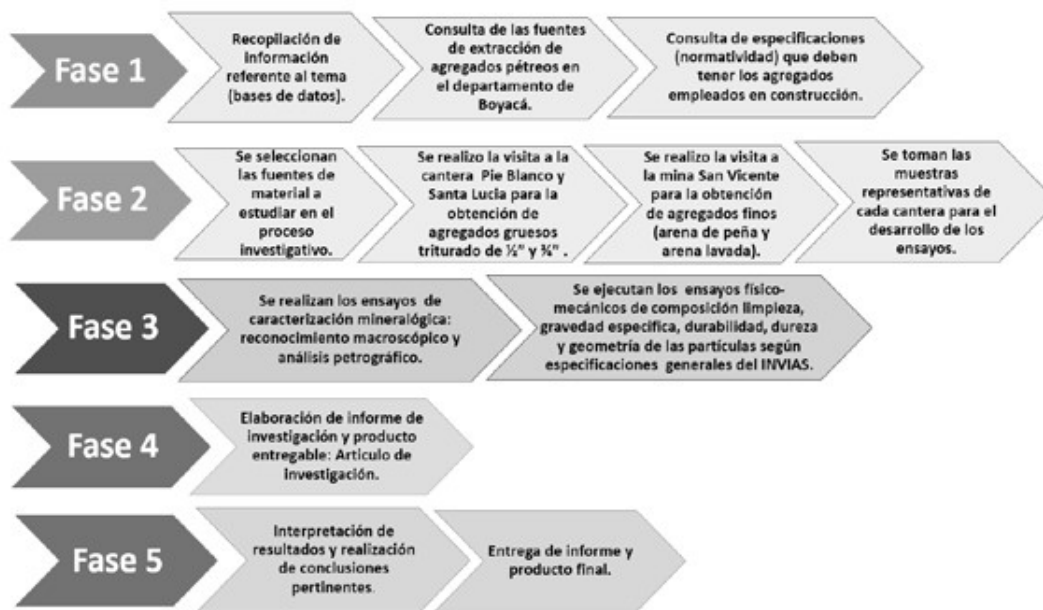 Fase 1
Recopilación de
información
referente al tema
(bases de datos).
Consulta de las fuentes
de extracción de
agregados pétreos en
el departamento de
Boyacá.
Consulta de especificaciones
(normatividad) que deben
tener los agregados
empleados en construcción.
Fase 2
Se seleccionan
las fuentes de
material a
estudiar en el
proceso
investigativo.
Se realizo la visita a la
cantera Pie Blanco y
Santa Lucia para la
obtención de
agregados gruesos
triturado de ½" y ¾" .
Se realizo la visita a
la mina San Vicente
para la obtención
de agregados finos
(arena de peña y
arena lavada).
Se toman las
muestras
representativas de
cada cantera para el
desarrollo de los
ensayos.
Fase 3
Se realizan los ensayos de
caracterización mineralógica:
reconocimiento macroscópico y
análisis petrográfico.
Se ejecutan los ensayos físico-
mecánicos de composición limpieza,
gravedad especifica, durabilidad, dureza
y geometría de las partículas según
especificaciones generales del INVIAS.
Fase 4
Elaboración de informe de
investigación y producto
entregable: Articulo de
investigación.
Fase 5
Interpretación de
resultados y realización
de conclusiones
pertinentes.
Entrega de informe y
producto final.